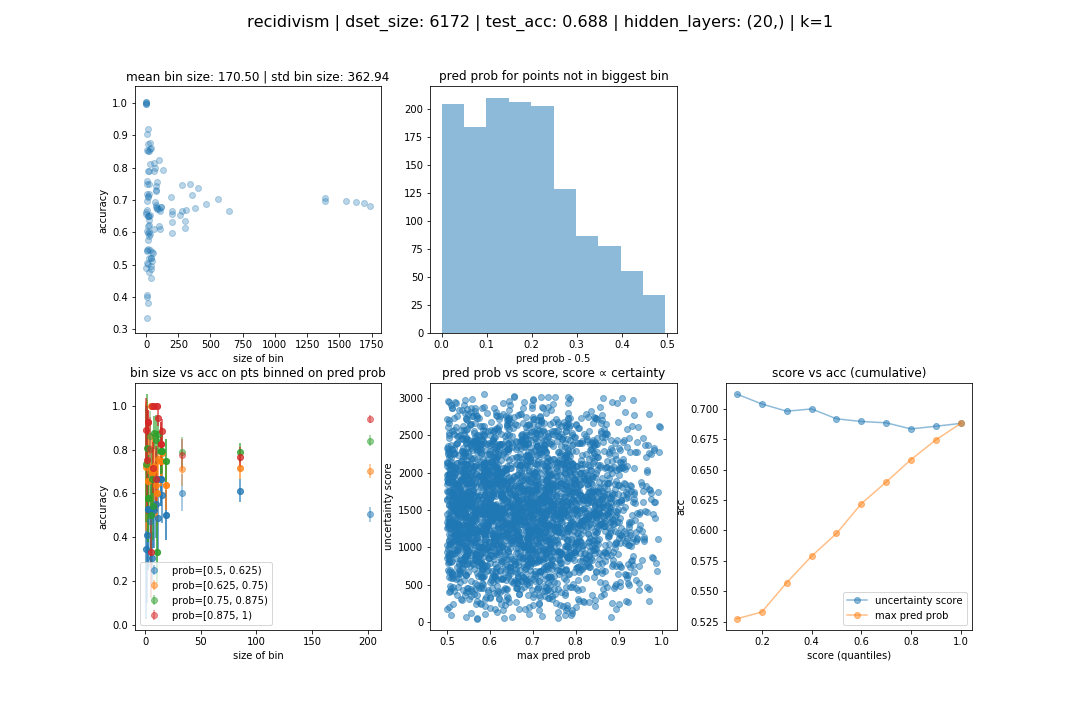 recidivism | dset_size: 6172 | test_acc: 0.688 | hidden_layers: (20,) | k=1
mean bin size: 170.50 | std bin size: 362.94
1.0
0.9
0.8
0.7
0.6
0.5
0.4
0.3
accuracy
0 250 500 750 1000 1250 1500 1750
size of bin
pred prob for points not in biggest bin
200
175
150
125
100
75
50
25
0
0.0 0.1 0.2 0.3 0.4 0.5
pred prob - 0.5
bin size vs acc on pts binned on pred prob
1.0
0.8
0.6
0.4
0.2
0.0
accuracy
prob=[0.5, 0.625)
prob=[0.625, 0.75)
prob=[0.75, 0.875)
prob=[0.875, 1)
0 50 100 150 200
size of bin
pred prob vs score, score ∝ certainty
3000
2500
2000
1500
1000
500
0
uncertainty score
0.5 0.6 0.7 0.8 0.9 1.0
max pred prob
score vs acc (cumulative)
0.700
0.675
0.650
0.625
0.600
0.575
0.550
0.525
acc
uncertainty score
max pred prob
0.2 0.4 0.6 0.8 1.0
score (quantiles)